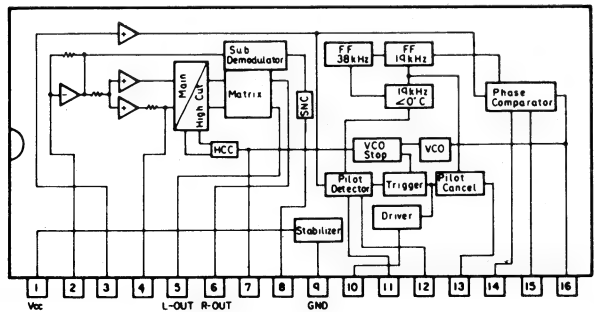 Sub
Demodulator
FF
38kHz
FF
19kHz
19kHz
≤0°C
Phase
Comparator
Main
High Cut
Matrix
SNC
HCC
VCO
Stop
VCO
Pilot
Detector
Trigger
Pilot
Cancel
Driver
Stabilizer
1 2 3 4 5 6 7 8 9 10 11 12 13 14 15 16
Vcc L-OUT R-OUT GND